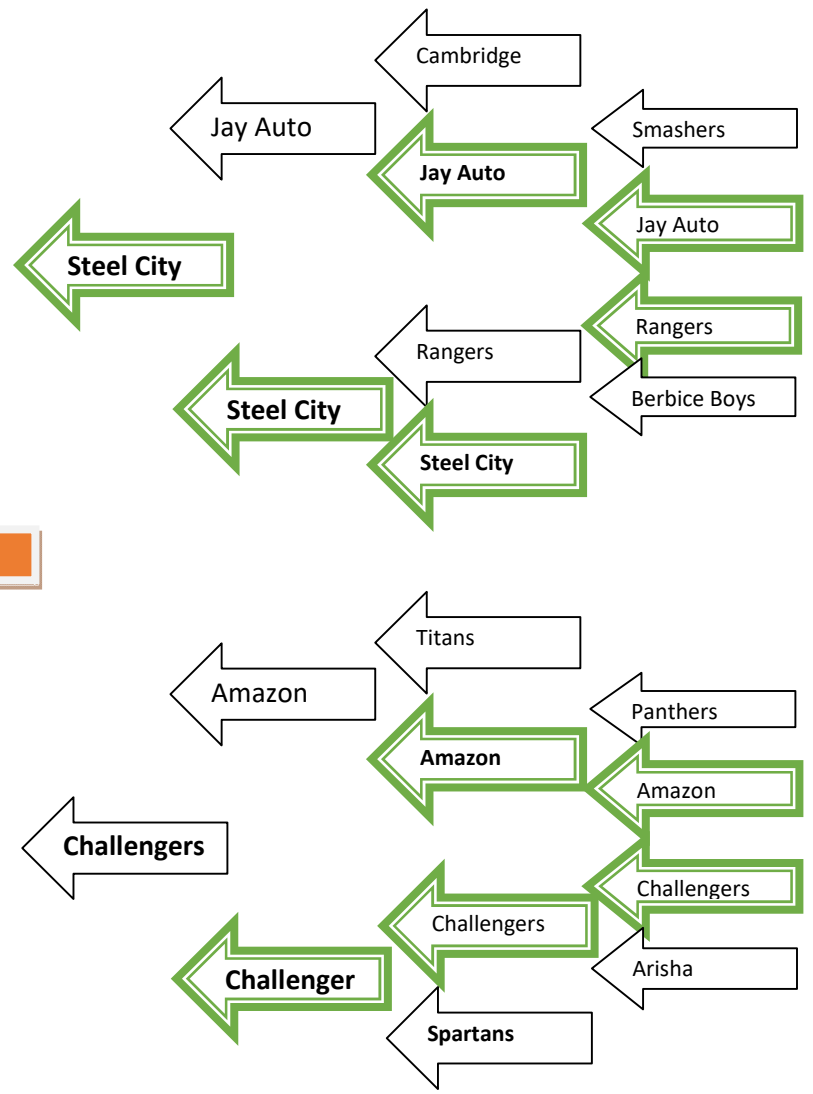 Cambridge
Jay Auto
Smashers
Jay Auto
Jay Auto
Steel City
Rangers
Rangers
Berbice Boys
Steel City
Steel City
Titans
Amazon
Panthers
Amazon
Amazon
Challengers
Challengers
Challengers
Arisha
Challenger
Spartans